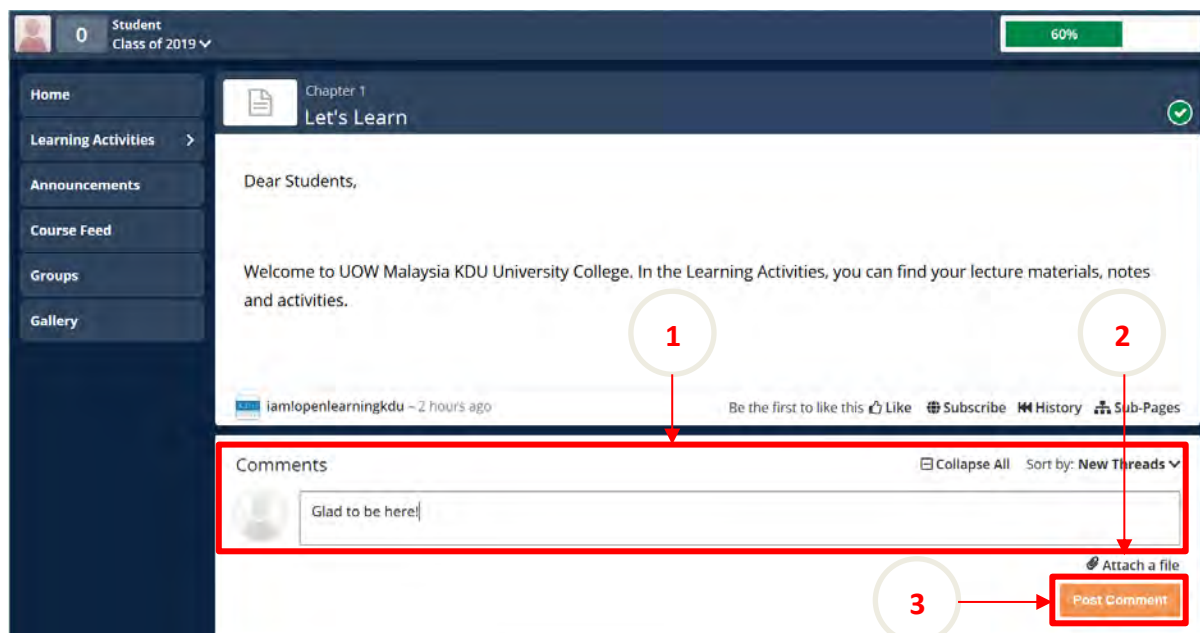 0
Student
Class of 2019
60%
Home
Learning Activities
Announcements
Course Feed
Groups
Gallery
Chapter 1
Let's Learn
Dear Students,
Welcome to UOW Malaysia KDU University College. In the Learning Activities, you can find your lecture materials, notes
and activities.
1
2
iamlopenlearningkdu – 2 hours ago
Be the first to like this Like Subscribe History Sub-Pages
Comments
Collapse All Sort by: New Threads
Glad to be here!
Attach a file
3
Post Comment